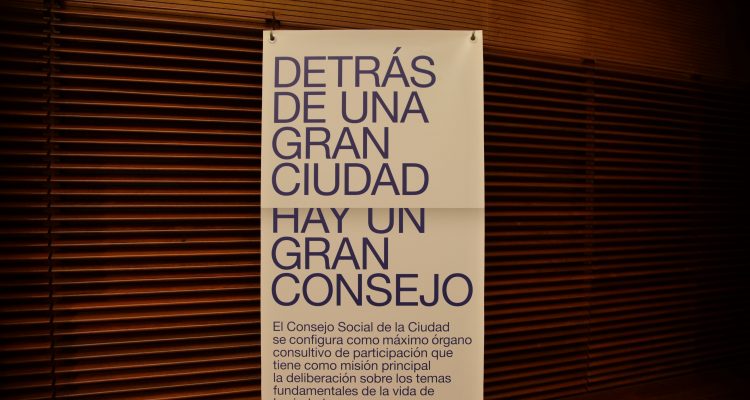 DETRÁS
DE UNA
GRAN
CIUDAD
HAY UN
GRAN
CONSEJO
El Consejo Social de la Ciudad
se configura como máximo órgano
consultivo de participación que
tiene como misión principal
la deliberación sobre los temas
fundamentales de la vida de